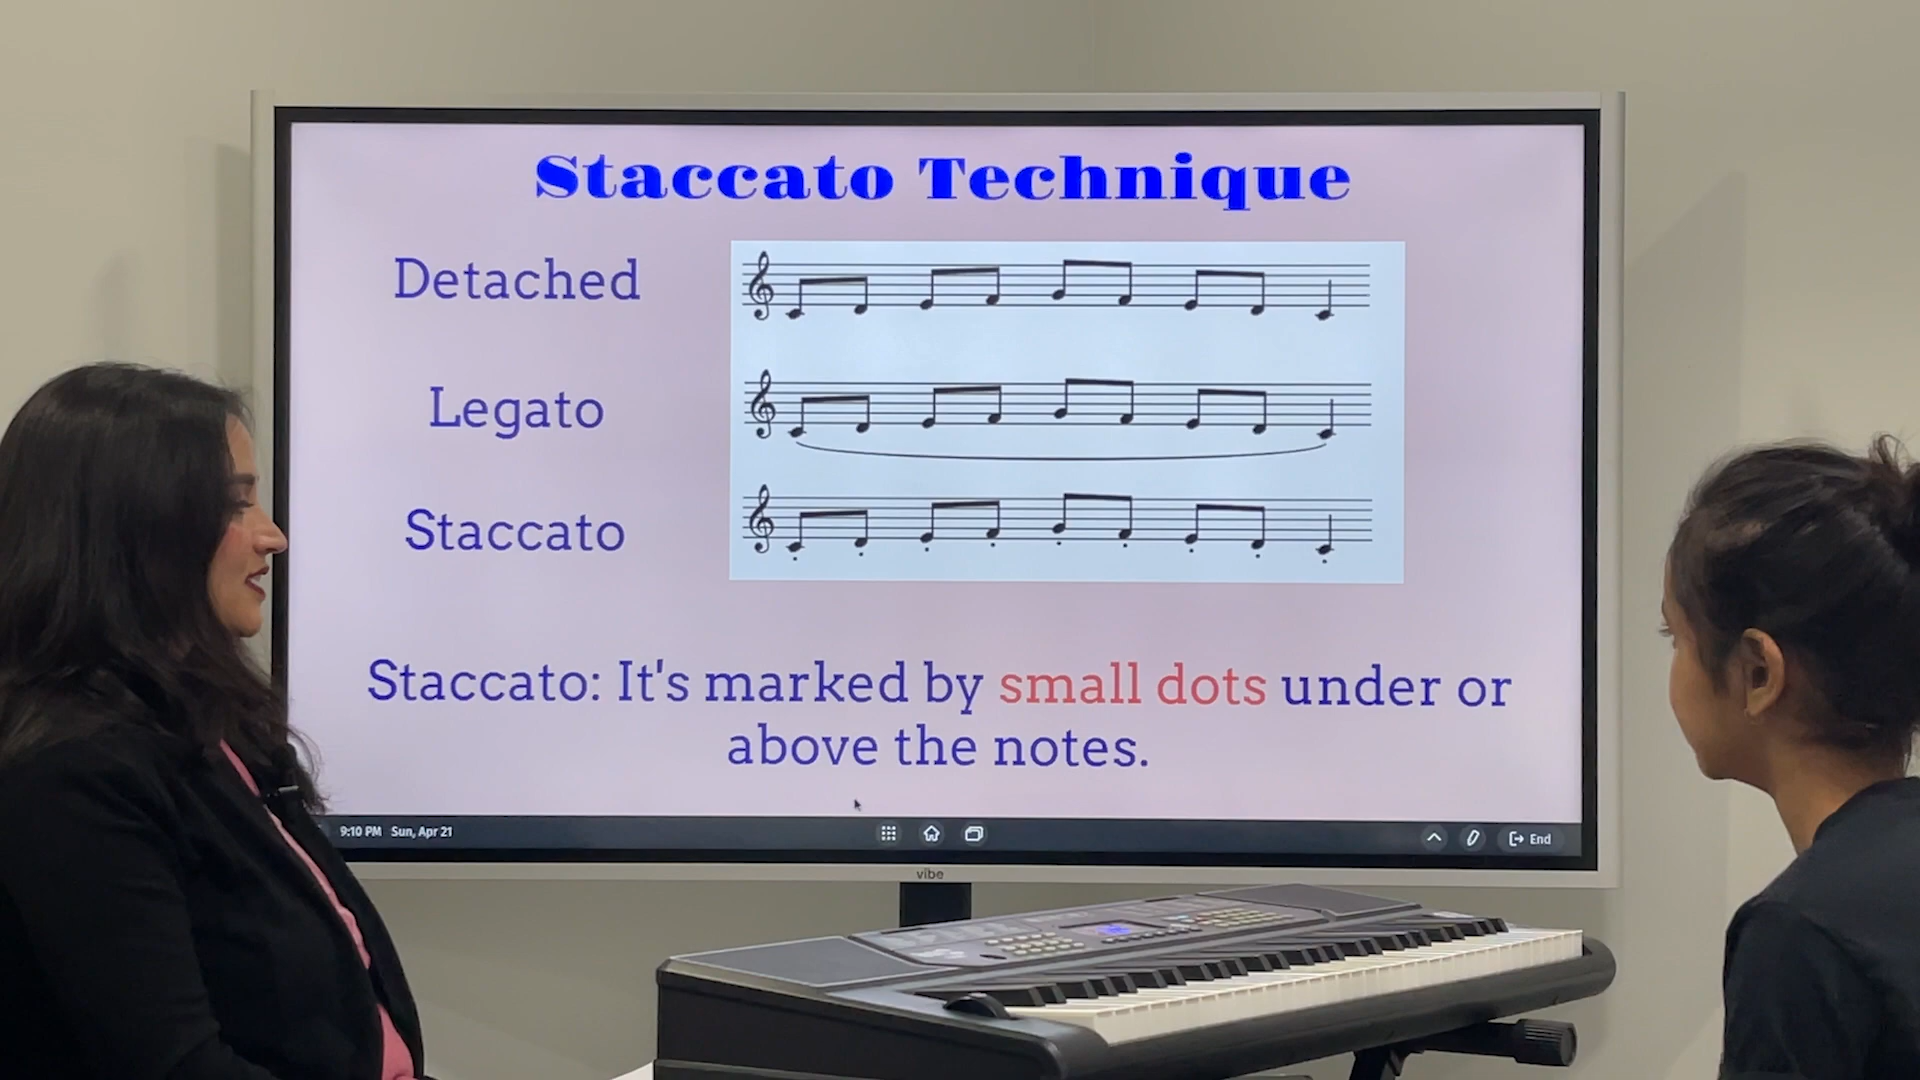 Staccato Technique
Detached
Legato
Staccato
Staccato: It's marked by small dots under or
above the notes.
9:10 PM Sun, Apr 21
End
vibe